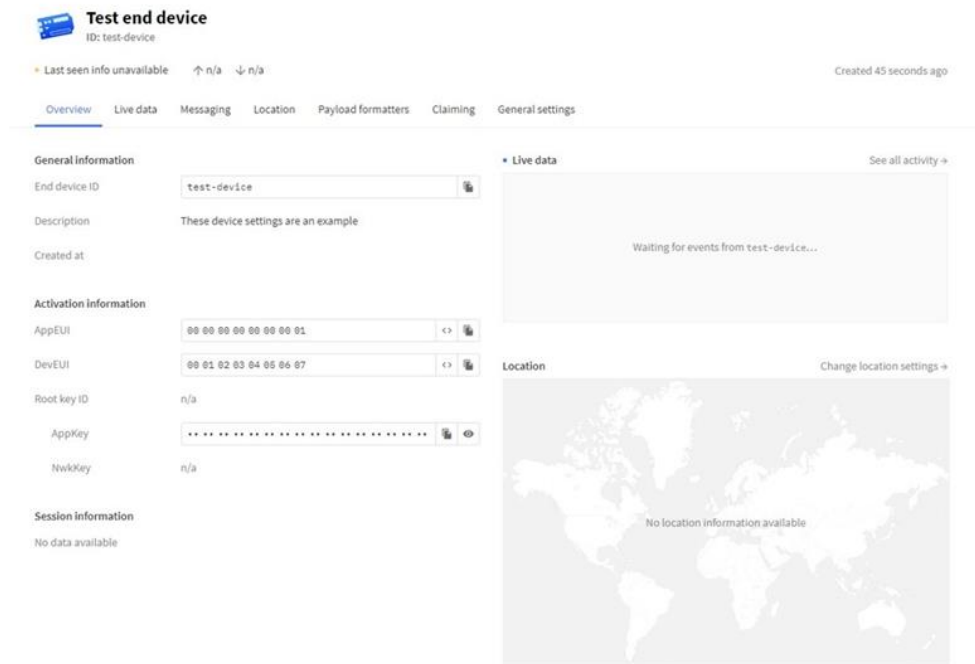 Test end device
ID: test-device
Last seen info unavailable ↑ n/a ↓ n/a
Created 45 seconds ago
Overview Live data Messaging Location Payload formatters Claiming General settings
General information
End device ID test-device
Description These device settings are an example
Created at
Activation information
AppEUI 00 00 00 00 00 00 00 01
DevEUI 00 01 02 03 04 05 06 07
Root key ID n/a
AppKey •• •• •• •• •• •• •• •• •• •• •• •• •• •• •• ••
NwkKey n/a
Session information
No data available
• Live data See all activity →
Waiting for events from test-device...
Location Change location settings →
No location information available